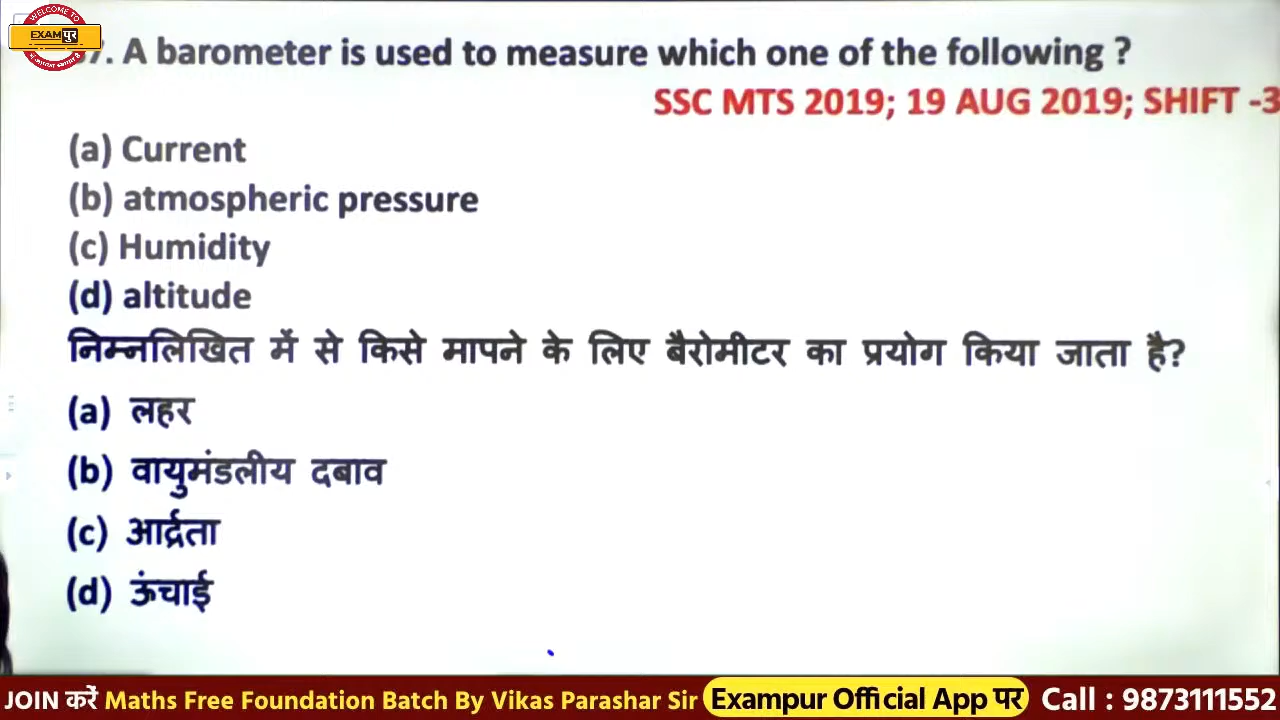 WELCOME TO
EXAMपुर
7. A barometer is used to measure which one of the following ?
SSC MTS 2019; 19 AUG 2019; SHIFT -3
(a) Current
(b) atmospheric pressure
(c) Humidity
(d) altitude
निम्नलिखित में से किसे मापने के लिए बैरोमीटर का प्रयोग किया जाता है?
(a) लहर
(b) वायुमंडलीय दबाव
(c) आर्द्रता
(d) ऊंचाई
JOIN करें Maths Free Foundation Batch By Vikas Parashar Sir Exampur Official App पर Call : 9873111552